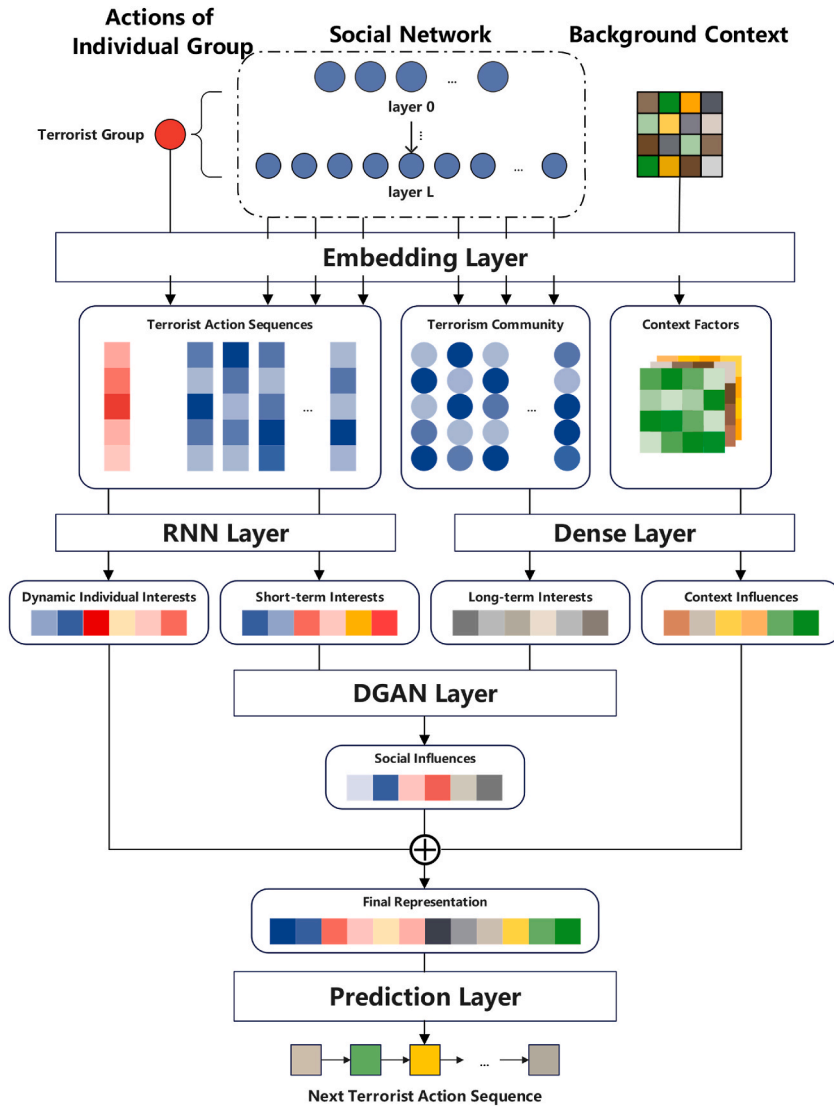 Actions of
Individual Group
Social Network
Background Context
...
layer 0
...
Terrorist Group
...
layer L
Embedding Layer
Terrorist Action Sequences
Terrorism Community
Context Factors
...
...
RNN Layer
Dense Layer
Dynamic Individual Interests
Short-term Interests
Long-term Interests
Context Influences
DGAN Layer
Social Influences
Final Representation
Prediction Layer
...
Next Terrorist Action Sequence